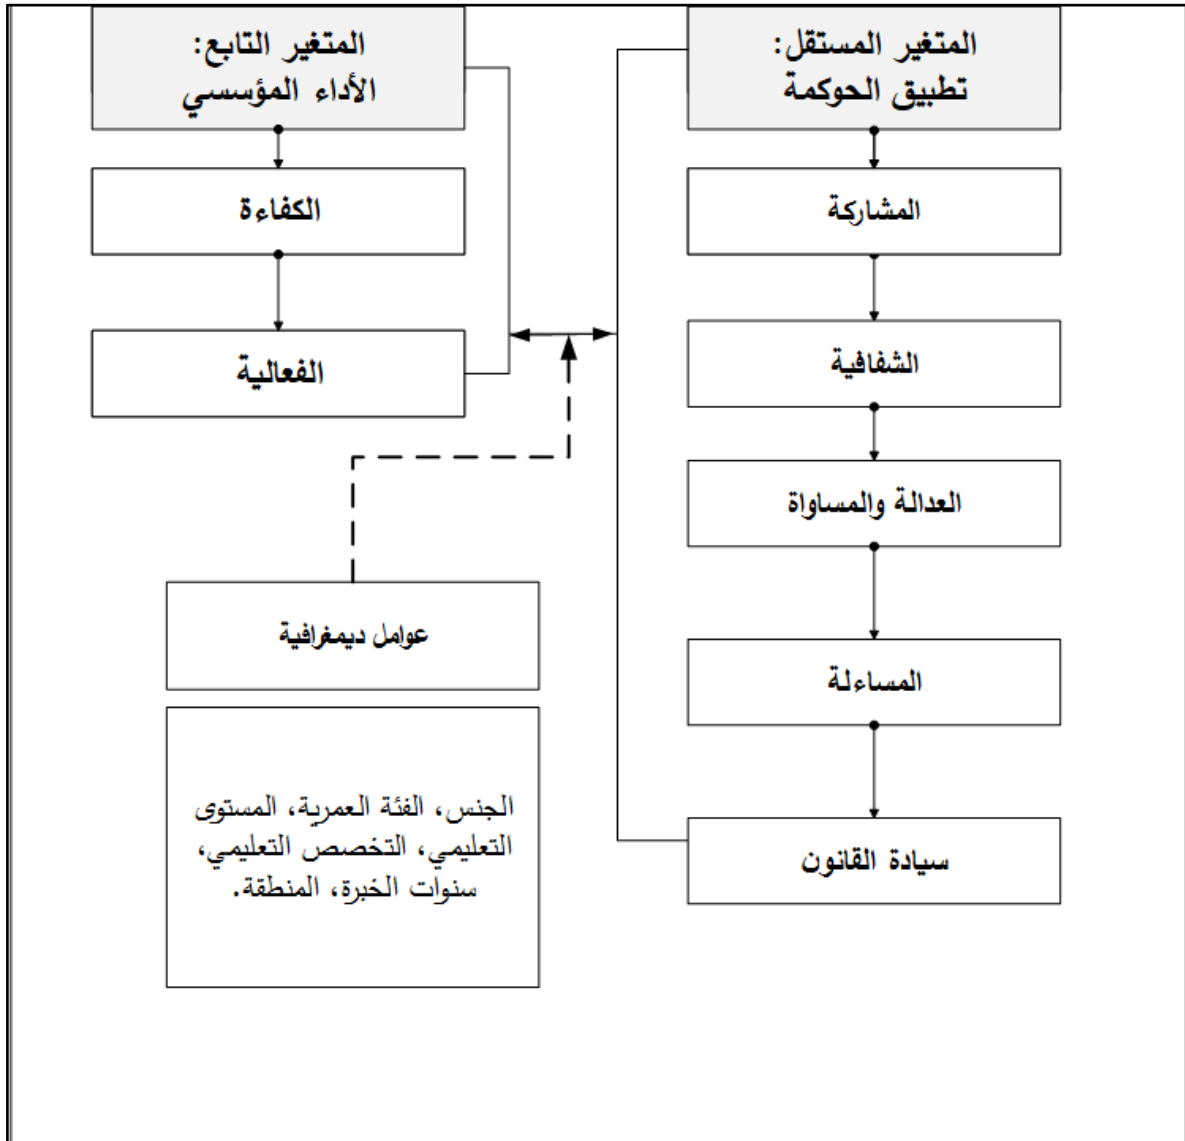 المتغير المستقل:
تطبيق الحوكمة
المشاركة
الشفافية
العدالة والمساواة
المساءلة
سيادة القانون
المتغير التابع:
الأداء المؤسسي
الكفاءة
الفعالية
عوامل ديمغرافية
الجنس، الفئة العمرية، المستوى
التعليمي، التخصص التعليمي،
سنوات الخبرة، المنطقة.